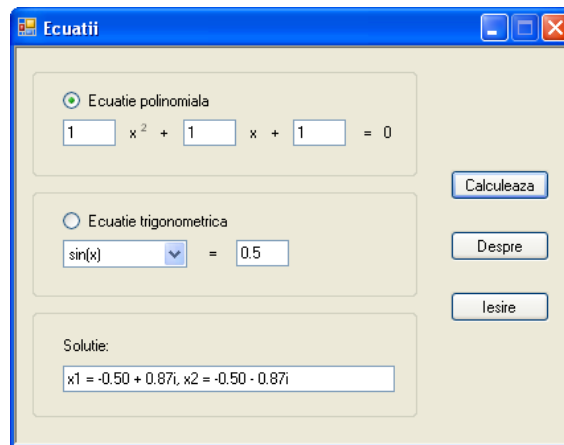 Ecuatii
Ecuatie polinomiala
1 x 2 + 1 x + 1 = 0
Calculeaza
Ecuatie trigonometrica
sin(x) = 0.5
Despre
Iesire
Solutie:
x1 = -0.50 + 0.87i, x2 = -0.50 - 0.87i